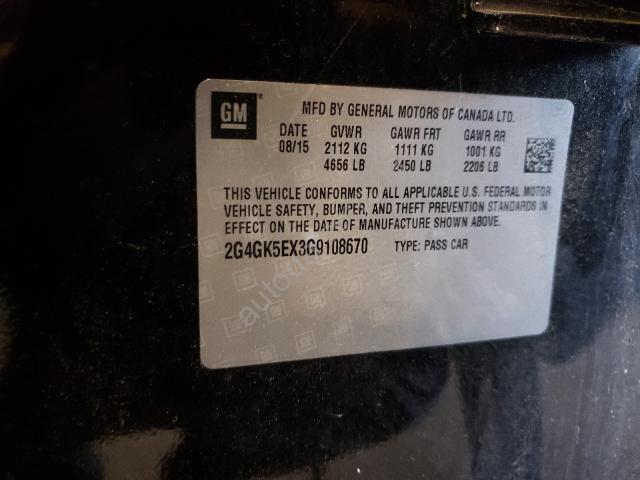 GM
MFD BY GENERAL MOTORS OF CANADA LTD.
DATE GVWR GAWR FRT GAWR RR
08/15 2112 KG 1111 KG 1001 KG
4656 LB 2450 LB 2206 LB
THIS VEHICLE CONFORMS TO ALL APPLICABLE U.S. FEDERAL MOTOR
VEHICLE SAFETY, BUMPER, AND THEFT PREVENTION STANDARDS IN
EFFECT ON THE DATE OF MANUFACTURE SHOWN ABOVE.
2G4GK5EX3G9108670 TYPE: PASS CAR